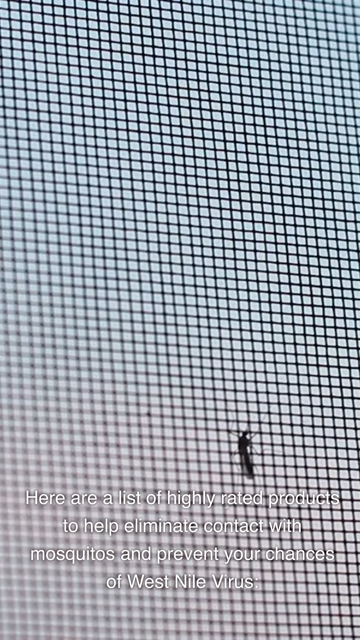 Here are a list of highly rated products
to help eliminate contact with
mosquitos and prevent your chances
of West Nile Virus: